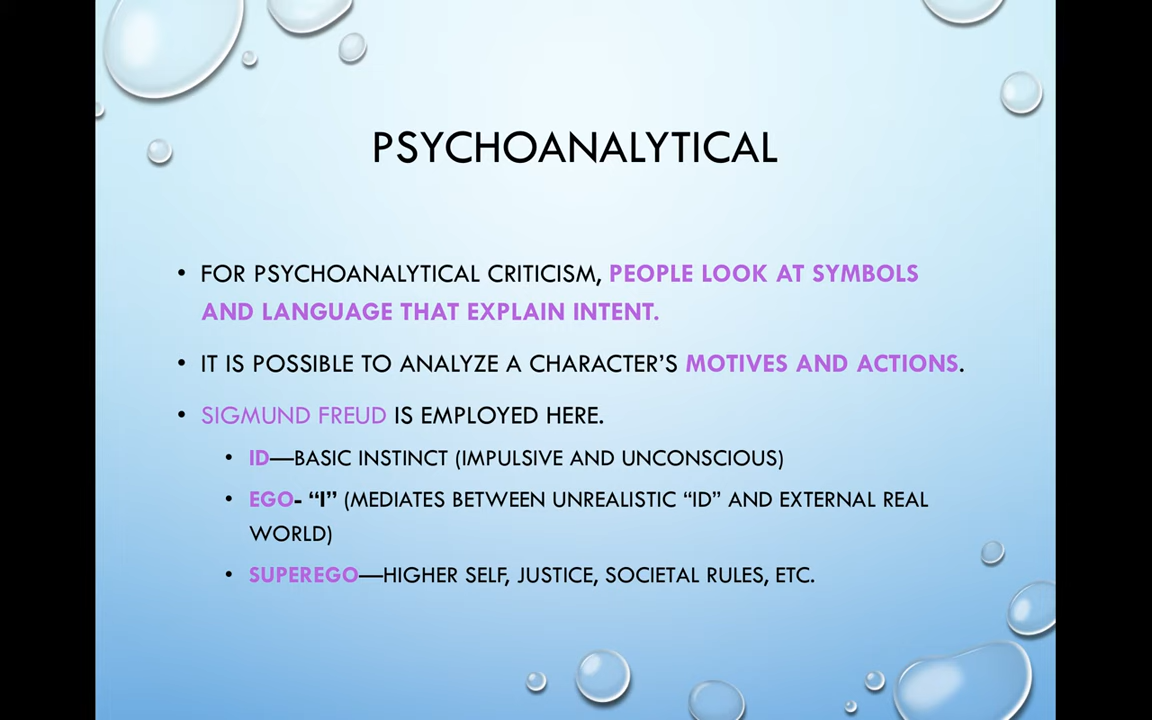 PSYCHOANALYTICAL
• FOR PSYCHOANALYTICAL CRITICISM, PEOPLE LOOK AT SYMBOLS
AND LANGUAGE THAT EXPLAIN INTENT.
• IT IS POSSIBLE TO ANALYZE A CHARACTER’S MOTIVES AND ACTIONS.
• SIGMUND FREUD IS EMPLOYED HERE.
• ID—BASIC INSTINCT (IMPULSIVE AND UNCONSCIOUS)
• EGO- “I” (MEDIATES BETWEEN UNREALISTIC “ID” AND EXTERNAL REAL
WORLD)
• SUPEREGO—HIGHER SELF, JUSTICE, SOCIETAL RULES, ETC.